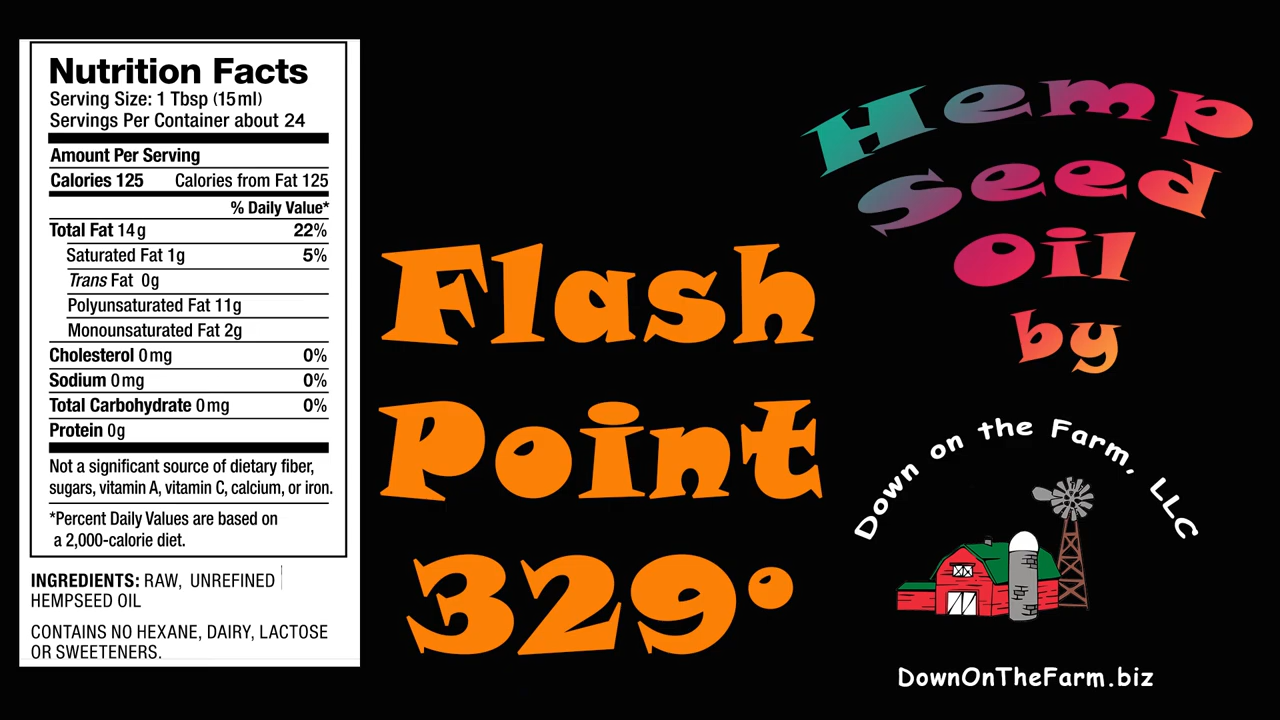 Nutrition Facts
Serving Size: 1 Tbsp (15ml)
Servings Per Container about 24
Amount Per Serving
Calories 125 Calories from Fat 125
% Daily Value*
Total Fat 14g 22%
Saturated Fat 1g 5%
Trans Fat 0g
Polyunsaturated Fat 11g
Monounsaturated Fat 2g
Cholesterol 0mg 0%
Sodium 0mg 0%
Total Carbohydrate 0mg 0%
Protein 0g
Not a significant source of dietary fiber,
sugars, vitamin A, vitamin C, calcium, or iron.
*Percent Daily Values are based on
a 2,000-calorie diet.
INGREDIENTS: RAW, UNREFINED
HEMPSEED OIL
CONTAINS NO HEXANE, DAIRY, LACTOSE
OR SWEETENERS.
Flash
Point
329°
Hemp
Seed
Oil
by
Down on the Farm, LLC
DownOnTheFarm.biz